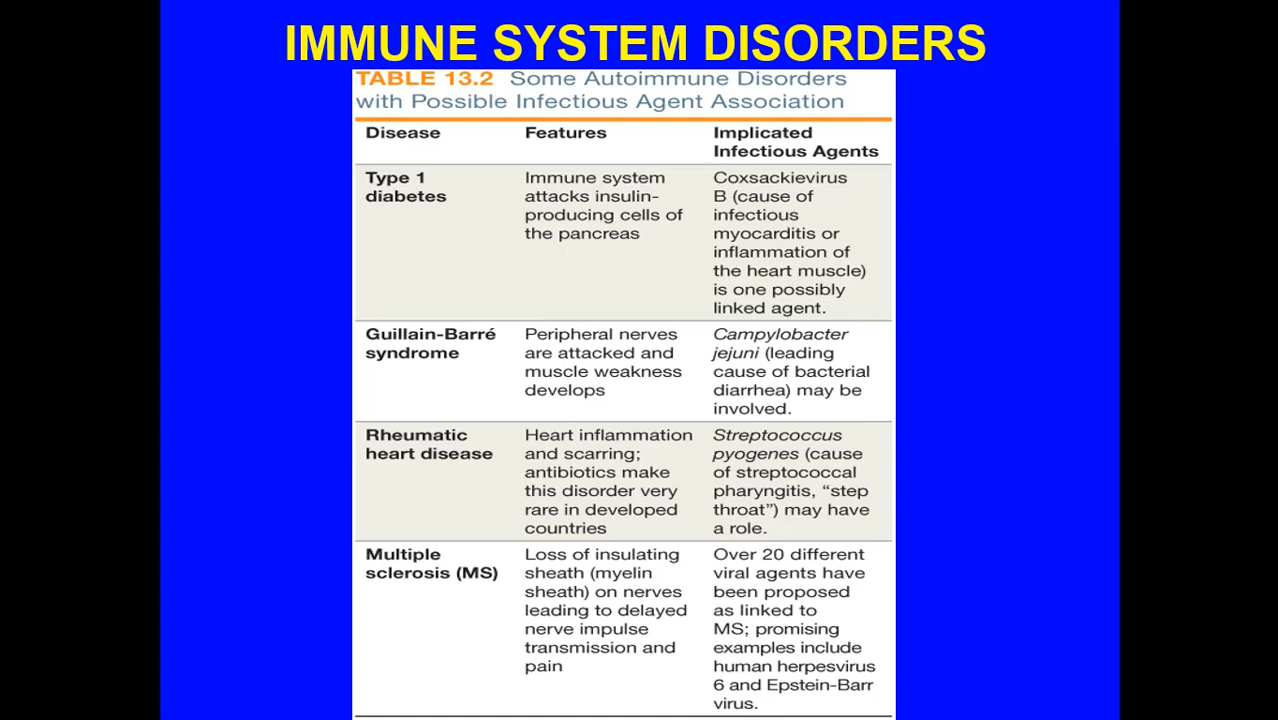 IMMUNE SYSTEM DISORDERS
TABLE 13.2 Some Autoimmune Disorders
with Possible Infectious Agent Association
Disease
Features
Implicated
Infectious Agents
Type 1
diabetes
Immune system
attacks insulin-
producing cells of
the pancreas
Coxsackievirus
B (cause of
infectious
myocarditis or
inflammation of
the heart muscle)
is one possibly
linked agent.
Guillain-Barré
syndrome
Peripheral nerves
are attacked and
muscle weakness
develops
Campylobacter
jejuni (leading
cause of bacterial
diarrhea) may be
involved.
Rheumatic
heart disease
Heart inflammation
and scarring;
antibiotics make
this disorder very
rare in developed
countries
Streptococcus
pyogenes (cause
of streptococcal
pharyngitis, “step
throat”) may have
a role.
Multiple
sclerosis (MS)
Loss of insulating
sheath (myelin
sheath) on nerves
leading to delayed
nerve impulse
transmission and
pain
Over 20 different
viral agents have
been proposed
as linked to
MS; promising
examples include
human herpesvirus
6 and Epstein-Barr
virus.